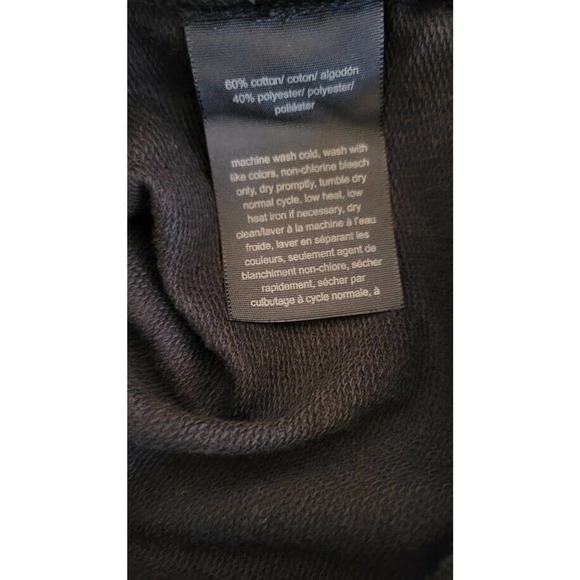 60% cotton/ coton/ algodón
40% polyester/ polyester/
poliéster
machine wash cold, wash with
like colors, non-chlorine bleach
only, dry promptly, tumble dry
normal cycle, low heat, low
heat iron if necessary, dry
clean/laver à la machine à l'eau
froide, laver en séparant les
couleurs, seulement agent de
blanchiment non-chlore, sécher
rapidement, sécher par
culbutage à cycle normale, à